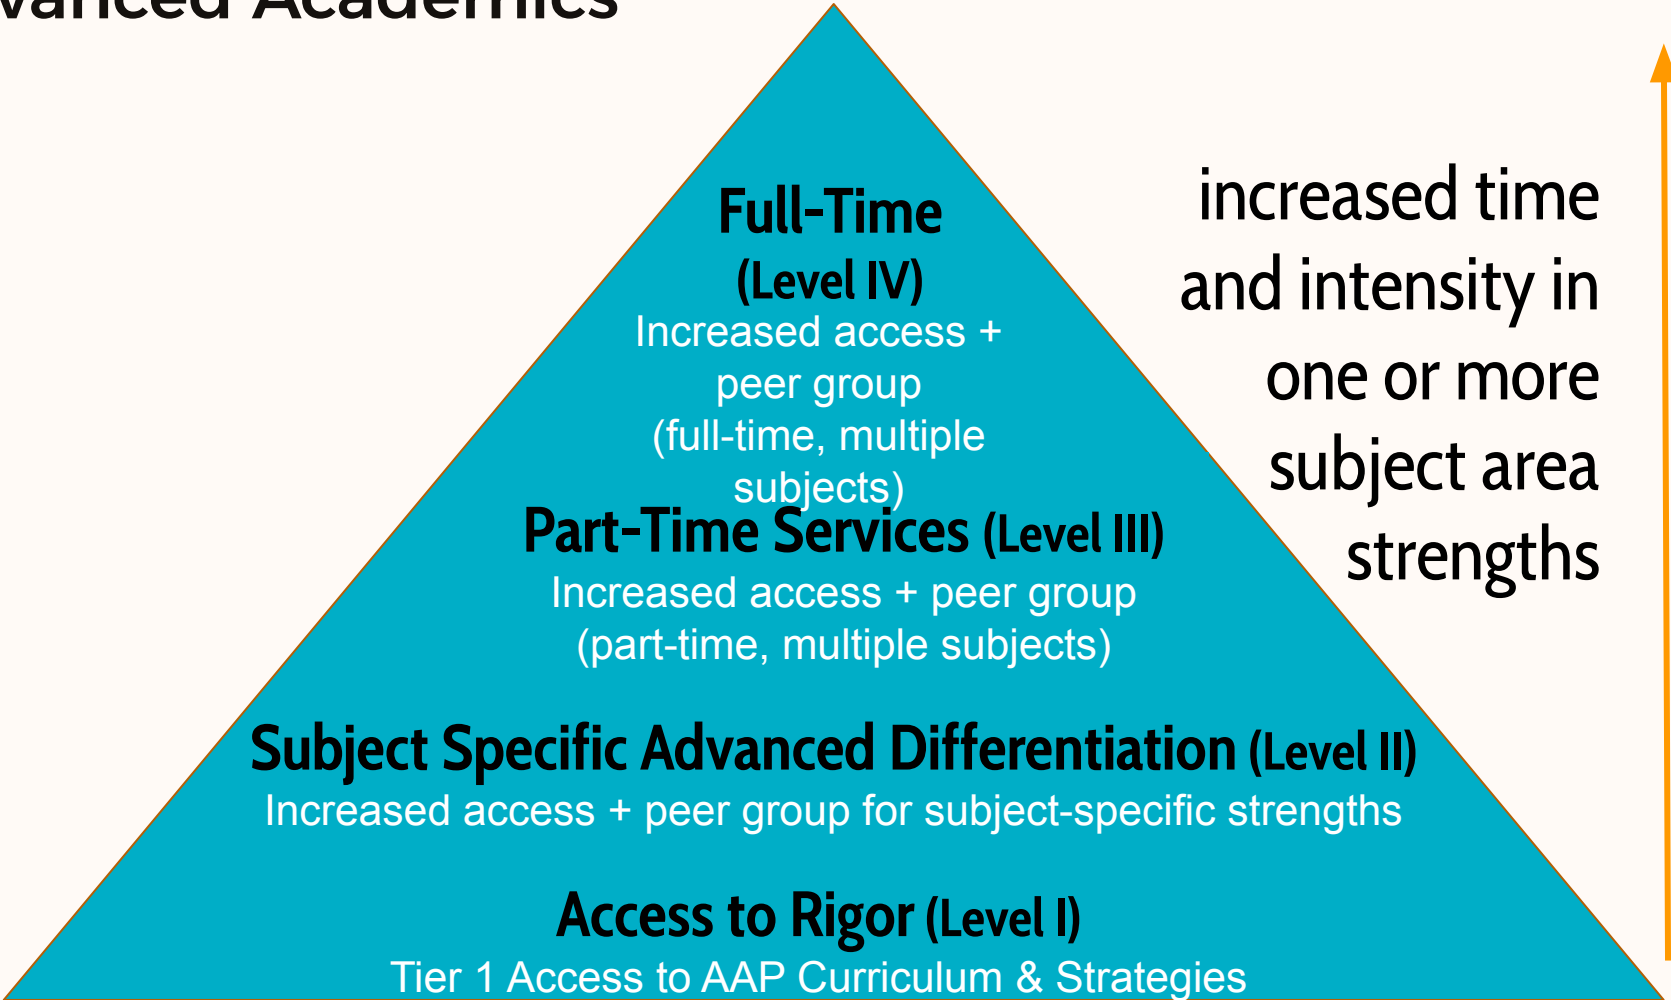 Academics
Full-Time
(Level IV)
Increased access +
peer group
(full-time, multiple
subjects)
Part-Time Services (Level III)
Increased access + peer group
(part-time, multiple subjects)
Subject Specific Advanced Differentiation (Level II)
Increased access + peer group for subject-specific strengths
Access to Rigor (Level I)
Tier 1 Access to AAP Curriculum & Strategies
increased time
and intensity in
one or more
subject area
strengths